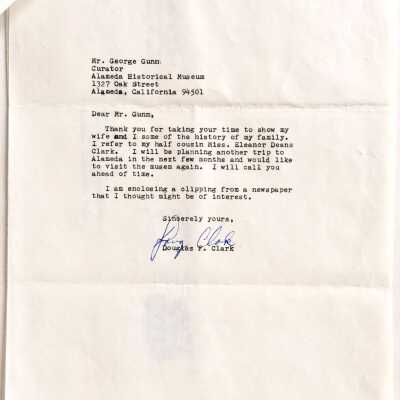 Mr. George Gunn
Curator
Alameda Historical Museum
1327 Oak Street
Alameda, California 94501
Dear Mr. Gunn,
Thank you for taking your time to show my
wife and I some of the history of my family.
I refer to my half cousin Miss. Eleanor Deans
Clark. I will be planning another trip to
Alameda in the next few months and would like
to visit the musem again. I will call you
ahead of time.
I am enclosing a clipping from a newspaper
that I thought might be of interest.
Sincerely yours,
Doug Clark
Douglas F. Clark